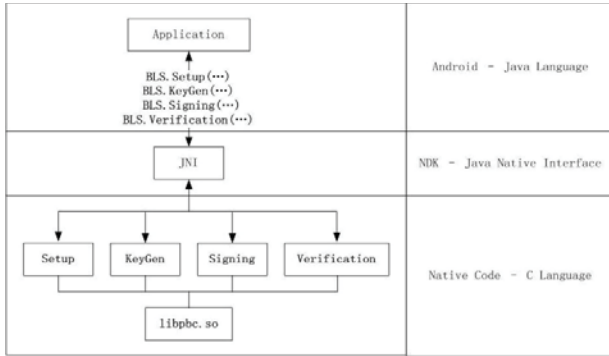 Application
Android - Java Language
BLS.Setup(…)
BLS.KeyGen(…)
BLS.Signing(…)
BLS.Verification(…)
JNI
NDK - Java Native Interface
Setup
KeyGen
Signing
Verification
Native Code - C Language
libpbc.so